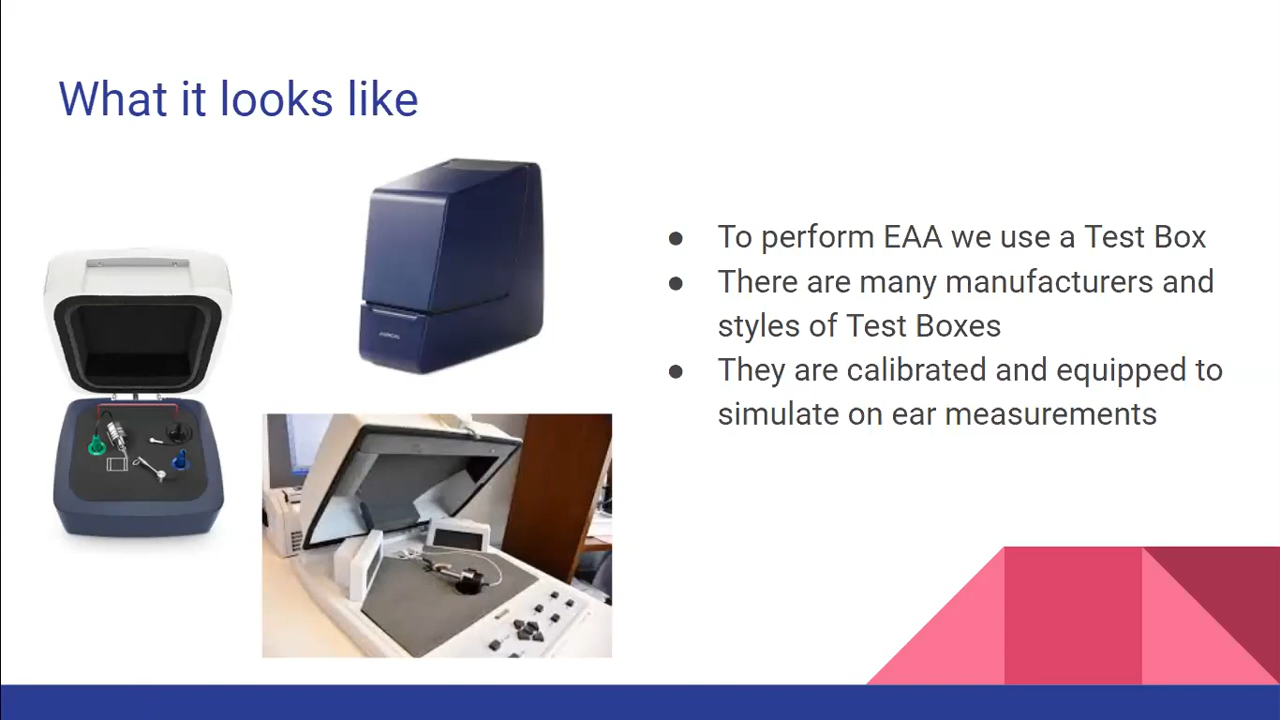 What it looks like
To perform EAA we use a Test Box
There are many manufacturers and
styles of Test Boxes
They are calibrated and equipped to
simulate on ear measurements